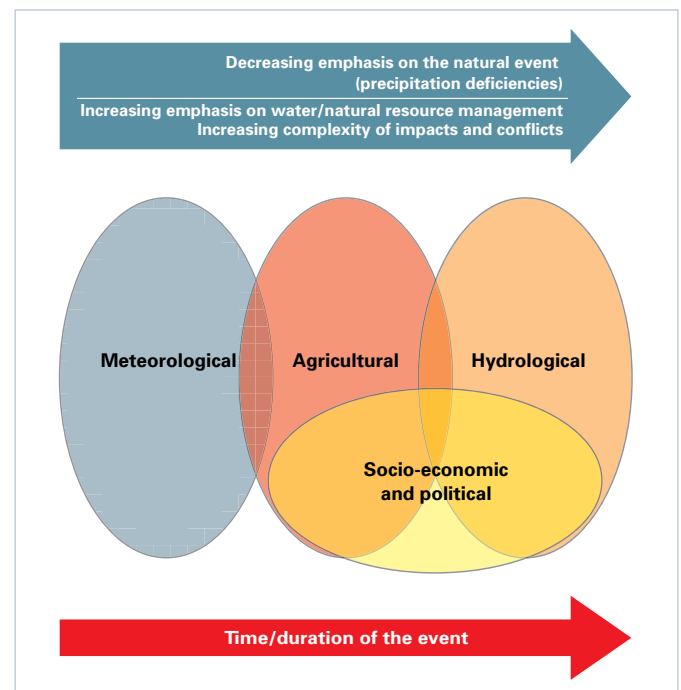 Decreasing emphasis on the natural event
(precipitation deficiencies)
Increasing emphasis on water/natural resource management
Increasing complexity of impacts and conflicts
Meteorological
Agricultural
Hydrological
Socio-economic
and political
Time/duration of the event